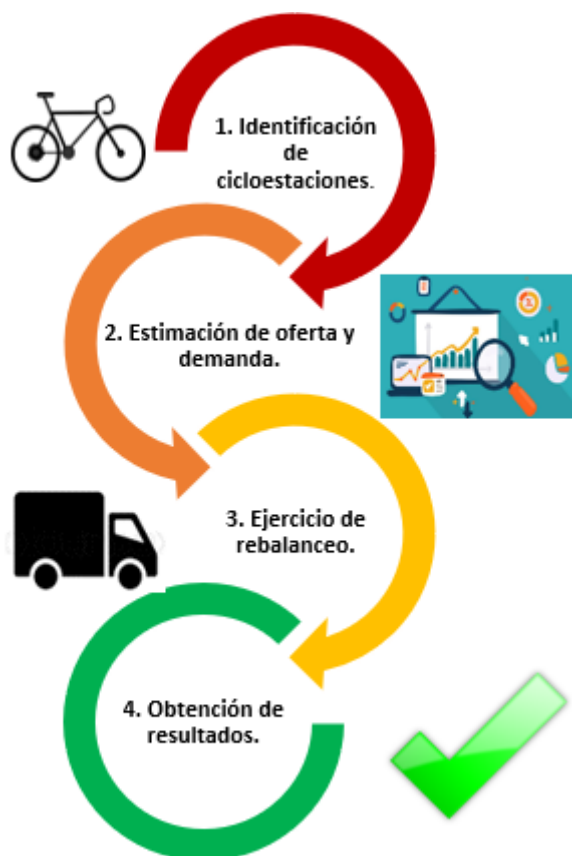 1. Identificación
de
cicloestaciones.
2. Estimación de oferta y
demanda.
3. Ejercicio de
rebalanceo.
4. Obtención de
resultados.